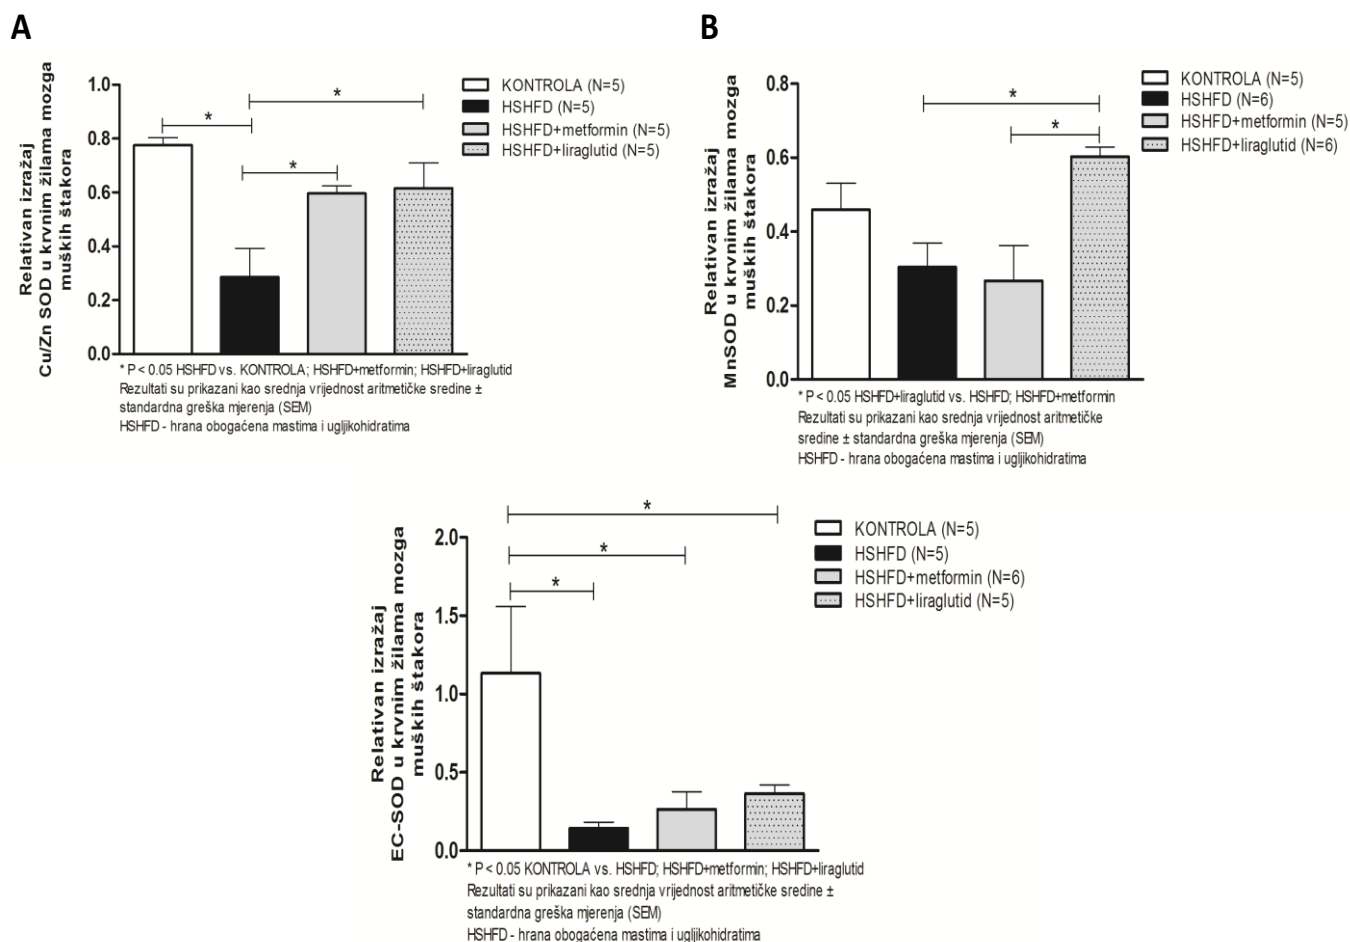 A
Relativan izražaj
Cu/Zn SOD u krvnim žilama mozga
muških štakora
1.0
0.8
0.6
0.4
0.2
0.0
*
*
*
KONTROLA (N=5)
HSHFD (N=5)
HSHFD+metformin (N=5)
HSHFD+liraglutid (N=5)
* P < 0.05 HSHFD vs. KONTROLA; HSHFD+metformin; HSHFD+liraglutid
Rezultati su prikazani kao srednja vrijednost aritmetičke sredine ±
standardna greška mjerenja (SEM)
HSHFD - hrana obogaćena mastima i ugljikohidratima
B
Relativan izražaj
MnSOD u krvnim žilama mozga
muških štakora
0.8
0.6
0.4
0.2
0.0
*
*
KONTROLA (N=5)
HSHFD (N=6)
HSHFD+metformin (N=5)
HSHFD+liraglutid (N=6)
* P < 0.05 HSHFD+liraglutid vs. HSHFD; HSHFD+metformin
Rezultati su prikazani kao srednja vrijednost aritmetičke
sredine ± standardna greška mjerenja (SEM)
HSHFD - hrana obogaćena mastima i ugljikohidratima
Relativan izražaj
EC-SOD u krvnim žilama mozga
muških štakora
2.0
1.5
1.0
0.5
0.0
*
*
*
KONTROLA (N=5)
HSHFD (N=5)
HSHFD+metformin (N=6)
HSHFD+liraglutid (N=5)
* P < 0.05 KONTROLA vs. HSHFD; HSHFD+metformin; HSHFD+liraglutid
Rezultati su prikazani kao srednja vrijednost aritmetičke sredine ±
standardna greška mjerenja (SEM)
HSHFD - hrana obogaćena mastima i ugljikohidratima